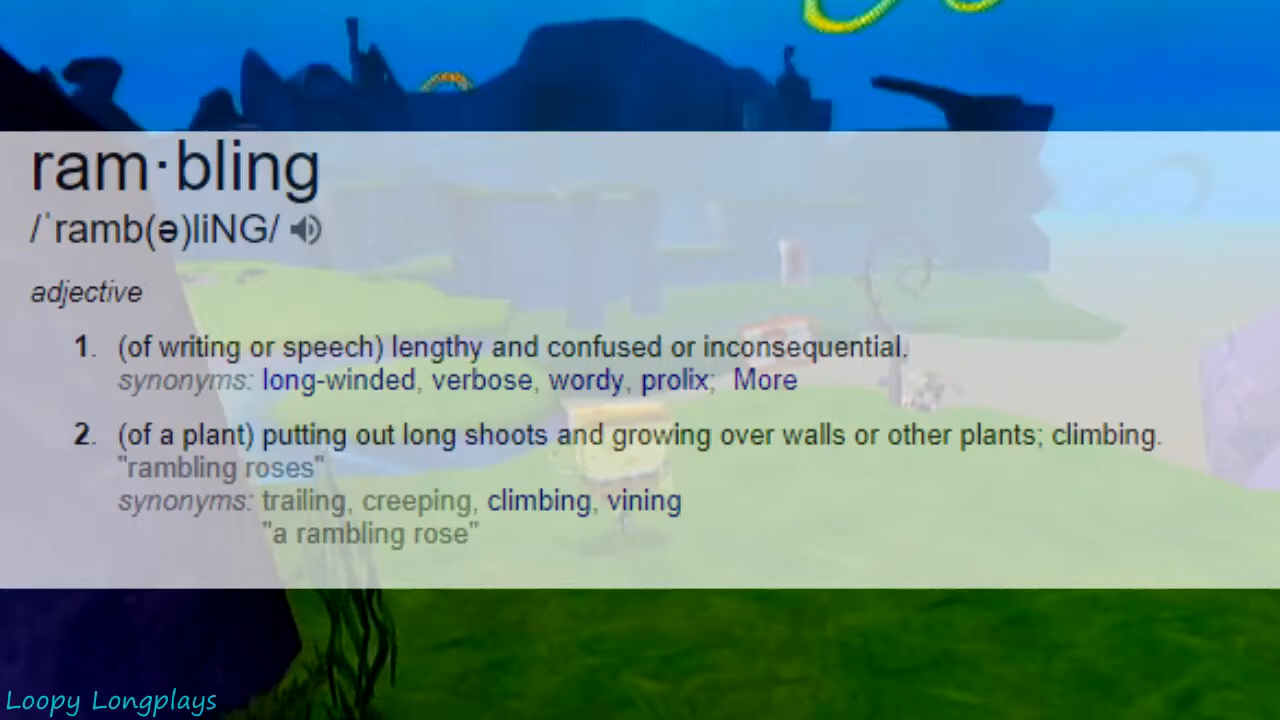 ram·bling
/ˈramb(ə)liNG/
adjective
1. (of writing or speech) lengthy and confused or inconsequential.
synonyms: long-winded, verbose, wordy, prolix; More
2. (of a plant) putting out long shoots and growing over walls or other plants; climbing.
"rambling roses"
synonyms: trailing, creeping, climbing, vining
"a rambling rose"
Loopy Longplays